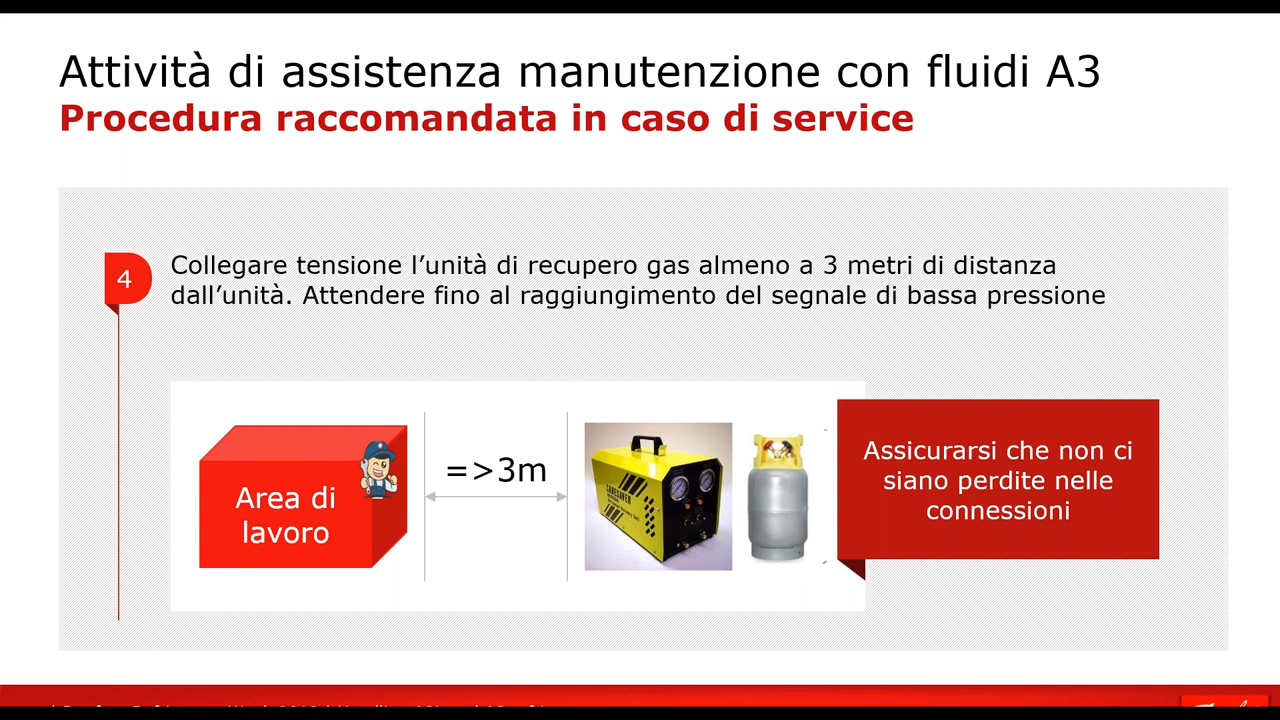 Attività di assistenza manutenzione con fluidi A3
Procedura raccomandata in caso di service
4
Collegare tensione l’unità di recupero gas almeno a 3 metri di distanza
dall’unità. Attendere fino al raggiungimento del segnale di bassa pressione
=>3m
Area di
lavoro
Assicurarsi che non ci
siano perdite nelle
connessioni